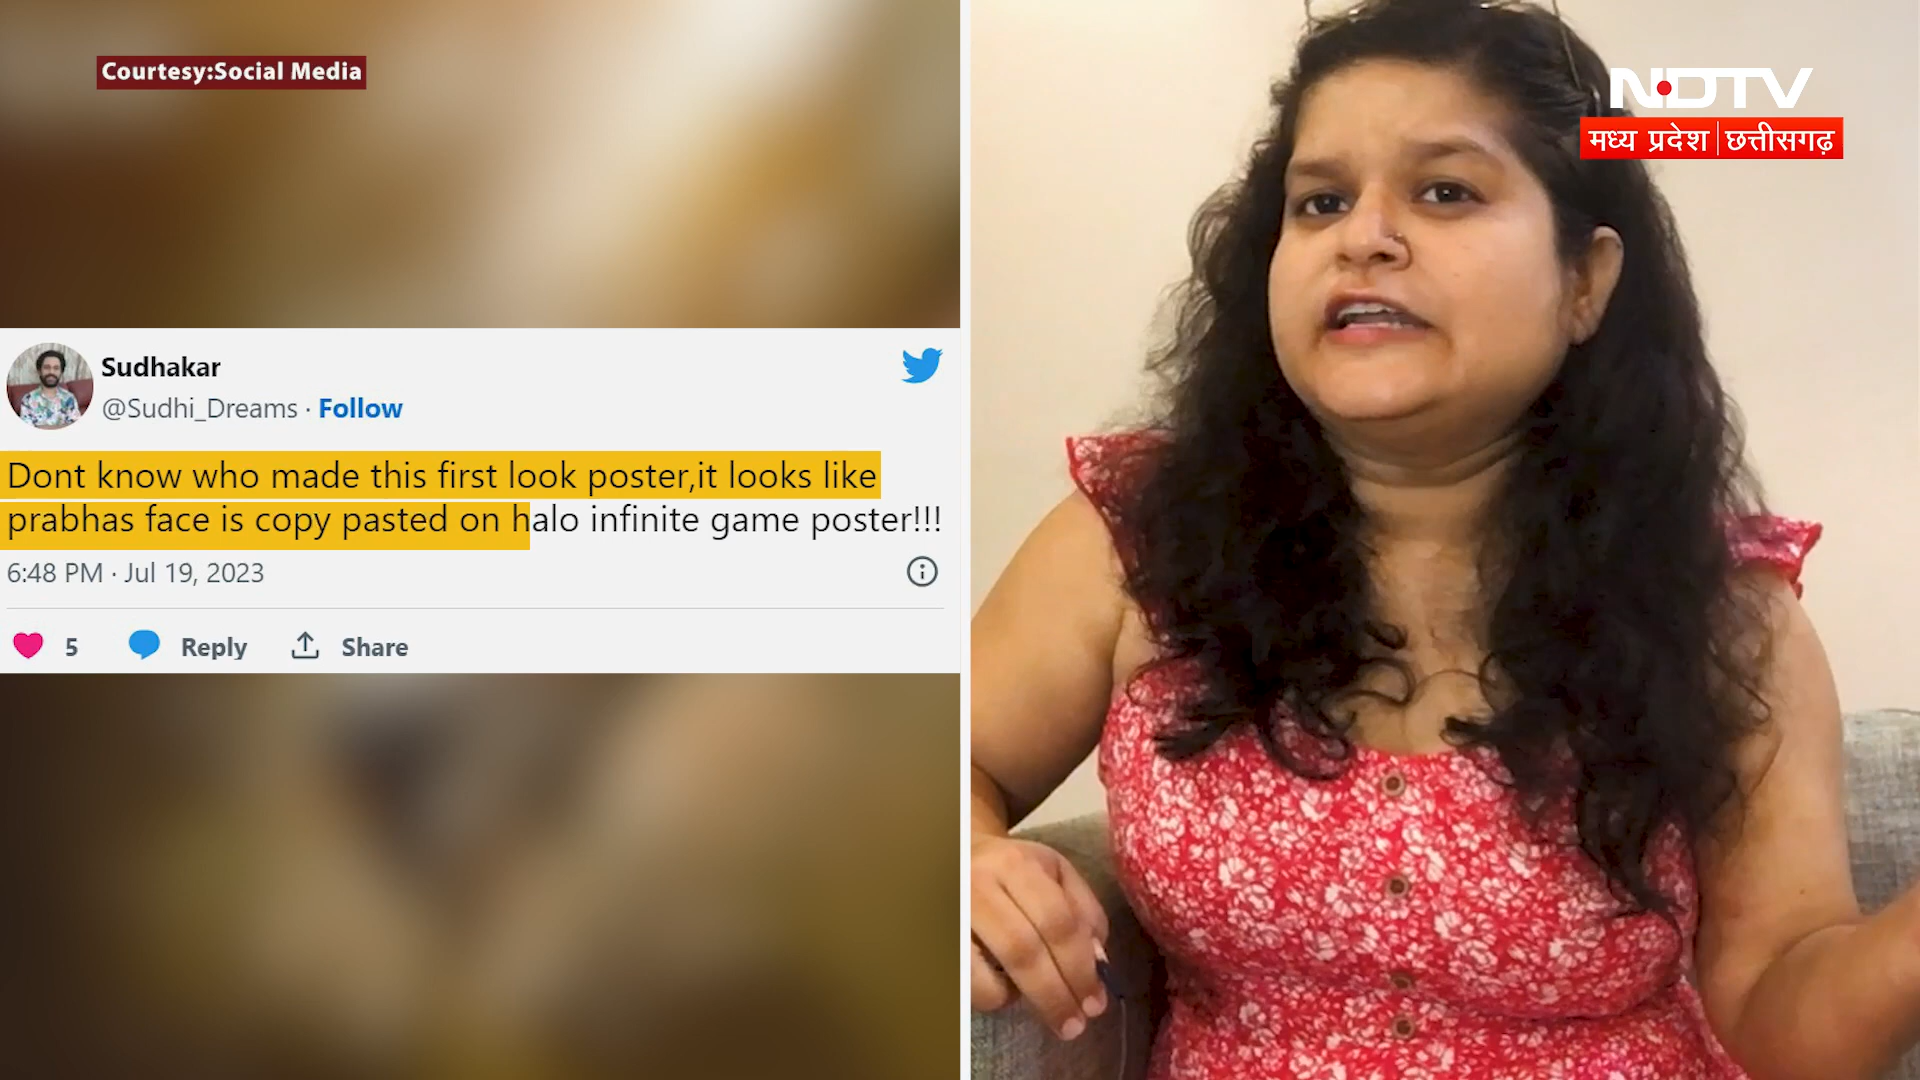 Courtesy:Social Media
NDTV
मध्य प्रदेश | छत्तीसगढ़
Sudhakar
@Sudhi_Dreams · Follow
Dont know who made this first look poster,it looks like
prabhas face is copy pasted on halo infinite game poster!!!
6:48 PM · Jul 19, 2023
5 Reply Share